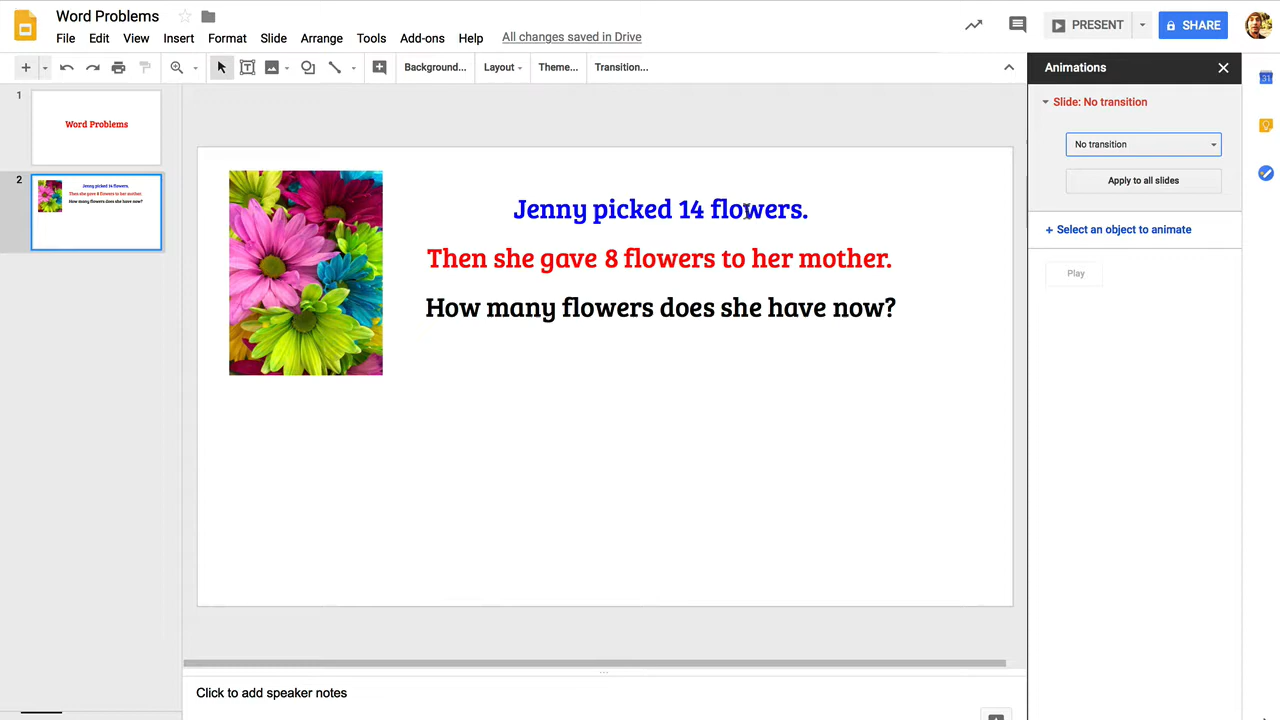 Word Problems
File Edit View Insert Format Slide Arrange Tools Add-ons Help All changes saved in Drive
PRESENT
SHARE
Background... Layout Theme... Transition...
Animations
Slide: No transition
No transition
Apply to all slides
+ Select an object to animate
Play
1
Word Problems
2
Jenny picked 14 flowers.
Then she gave 8 flowers to her mother.
How many flowers does she have now?
Jenny picked 14 flowers.
Then she gave 8 flowers to her mother.
How many flowers does she have now?
Click to add speaker notes
31